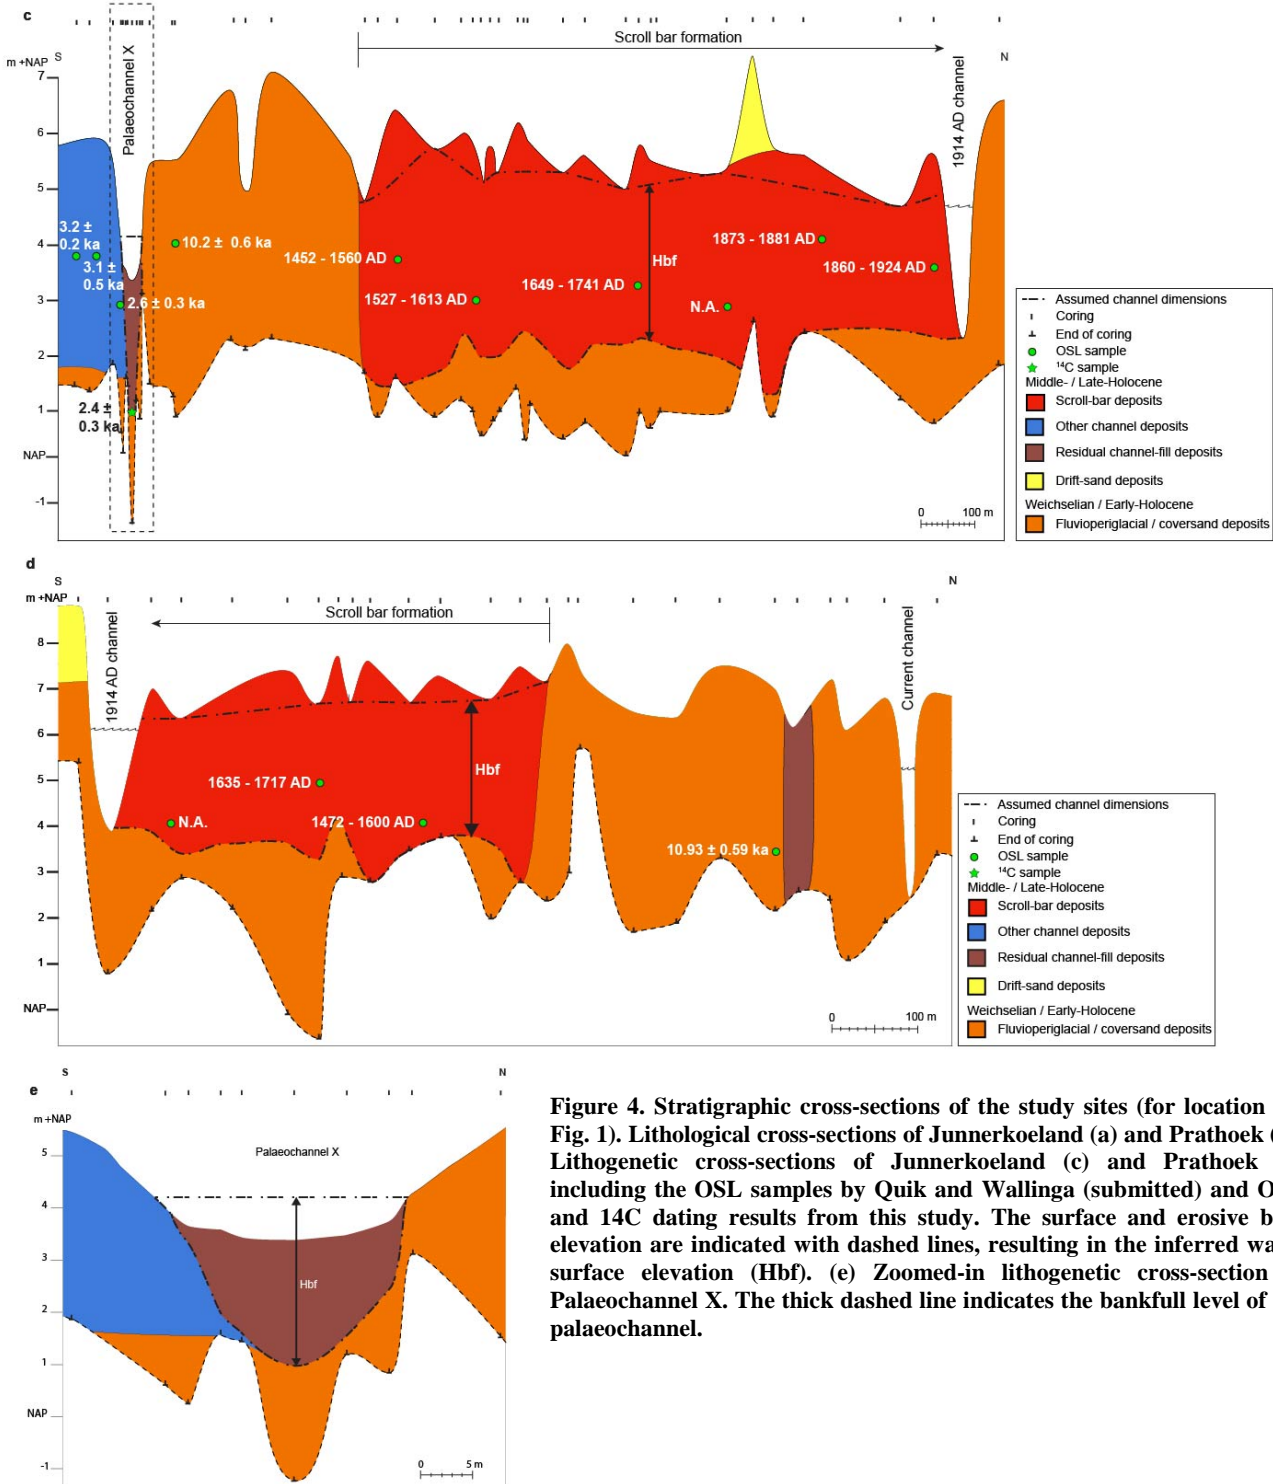 c
Scroll bar formation
m +NAP
S
N
Palaeochannel X
1914 AD channel
7
6
5
4
3
2
1
NAP
-1
3.2 ±
0.2 ka
3.1 ±
0.5 ka
2.6 ± 0.3 ka
10.2 ± 0.6 ka
2.4 ±
0.3 ka
1452 - 1560 AD
1527 - 1613 AD
1649 - 1741 AD
Hbf
N.A.
1873 - 1881 AD
1860 - 1924 AD
0 100 m
Assumed channel dimensions
Coring
End of coring
OSL sample
14C sample
Middle- / Late-Holocene
Scroll-bar deposits
Other channel deposits
Residual channel-fill deposits
Drift-sand deposits
Weichselian / Early-Holocene
Fluvioperiglacial / coversand deposits
d
S
N
m +NAP
Scroll bar formation
1914 AD channel
Current channel
8
7
6
5
4
3
2
1
NAP
1635 - 1717 AD
N.A.
1472 - 1600 AD
Hbf
10.93 ± 0.59 ka
0 100 m
Assumed channel dimensions
Coring
End of coring
OSL sample
14C sample
Middle- / Late-Holocene
Scroll-bar deposits
Other channel deposits
Residual channel-fill deposits
Drift-sand deposits
Weichselian / Early-Holocene
Fluvioperiglacial / coversand deposits
e
S
N
m +NAP
Palaeochannel X
5
4
3
2
1
NAP
-1
Hbf
0 5 m
Figure 4. Stratigraphic cross-sections of the study sites (for location
Fig. 1). Lithological cross-sections of Junnerkoeland (a) and Prathoek (
Lithogenetic cross-sections of Junnerkoeland (c) and Prathoek
including the OSL samples by Quik and Wallinga (submitted) and O
and 14C dating results from this study. The surface and erosive b
elevation are indicated with dashed lines, resulting in the inferred wa
surface elevation (Hbf). (e) Zoomed-in lithogenetic cross-section
Palaeochannel X. The thick dashed line indicates the bankfull level of
palaeochannel.